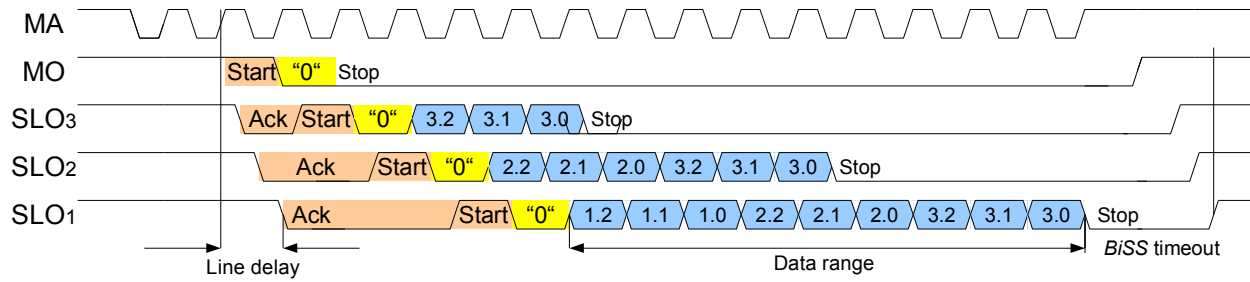 MA
MO Start “0“ Stop
SLO3 Ack Start “0“ 3.2 3.1 3.0 Stop
SLO2 Ack Start “0“ 2.2 2.1 2.0 3.2 3.1 3.0 Stop
SLO1 Ack Start “0“ 1.2 1.1 1.0 2.2 2.1 2.0 3.2 3.1 3.0 Stop
Line delay Data range BiSS timeout